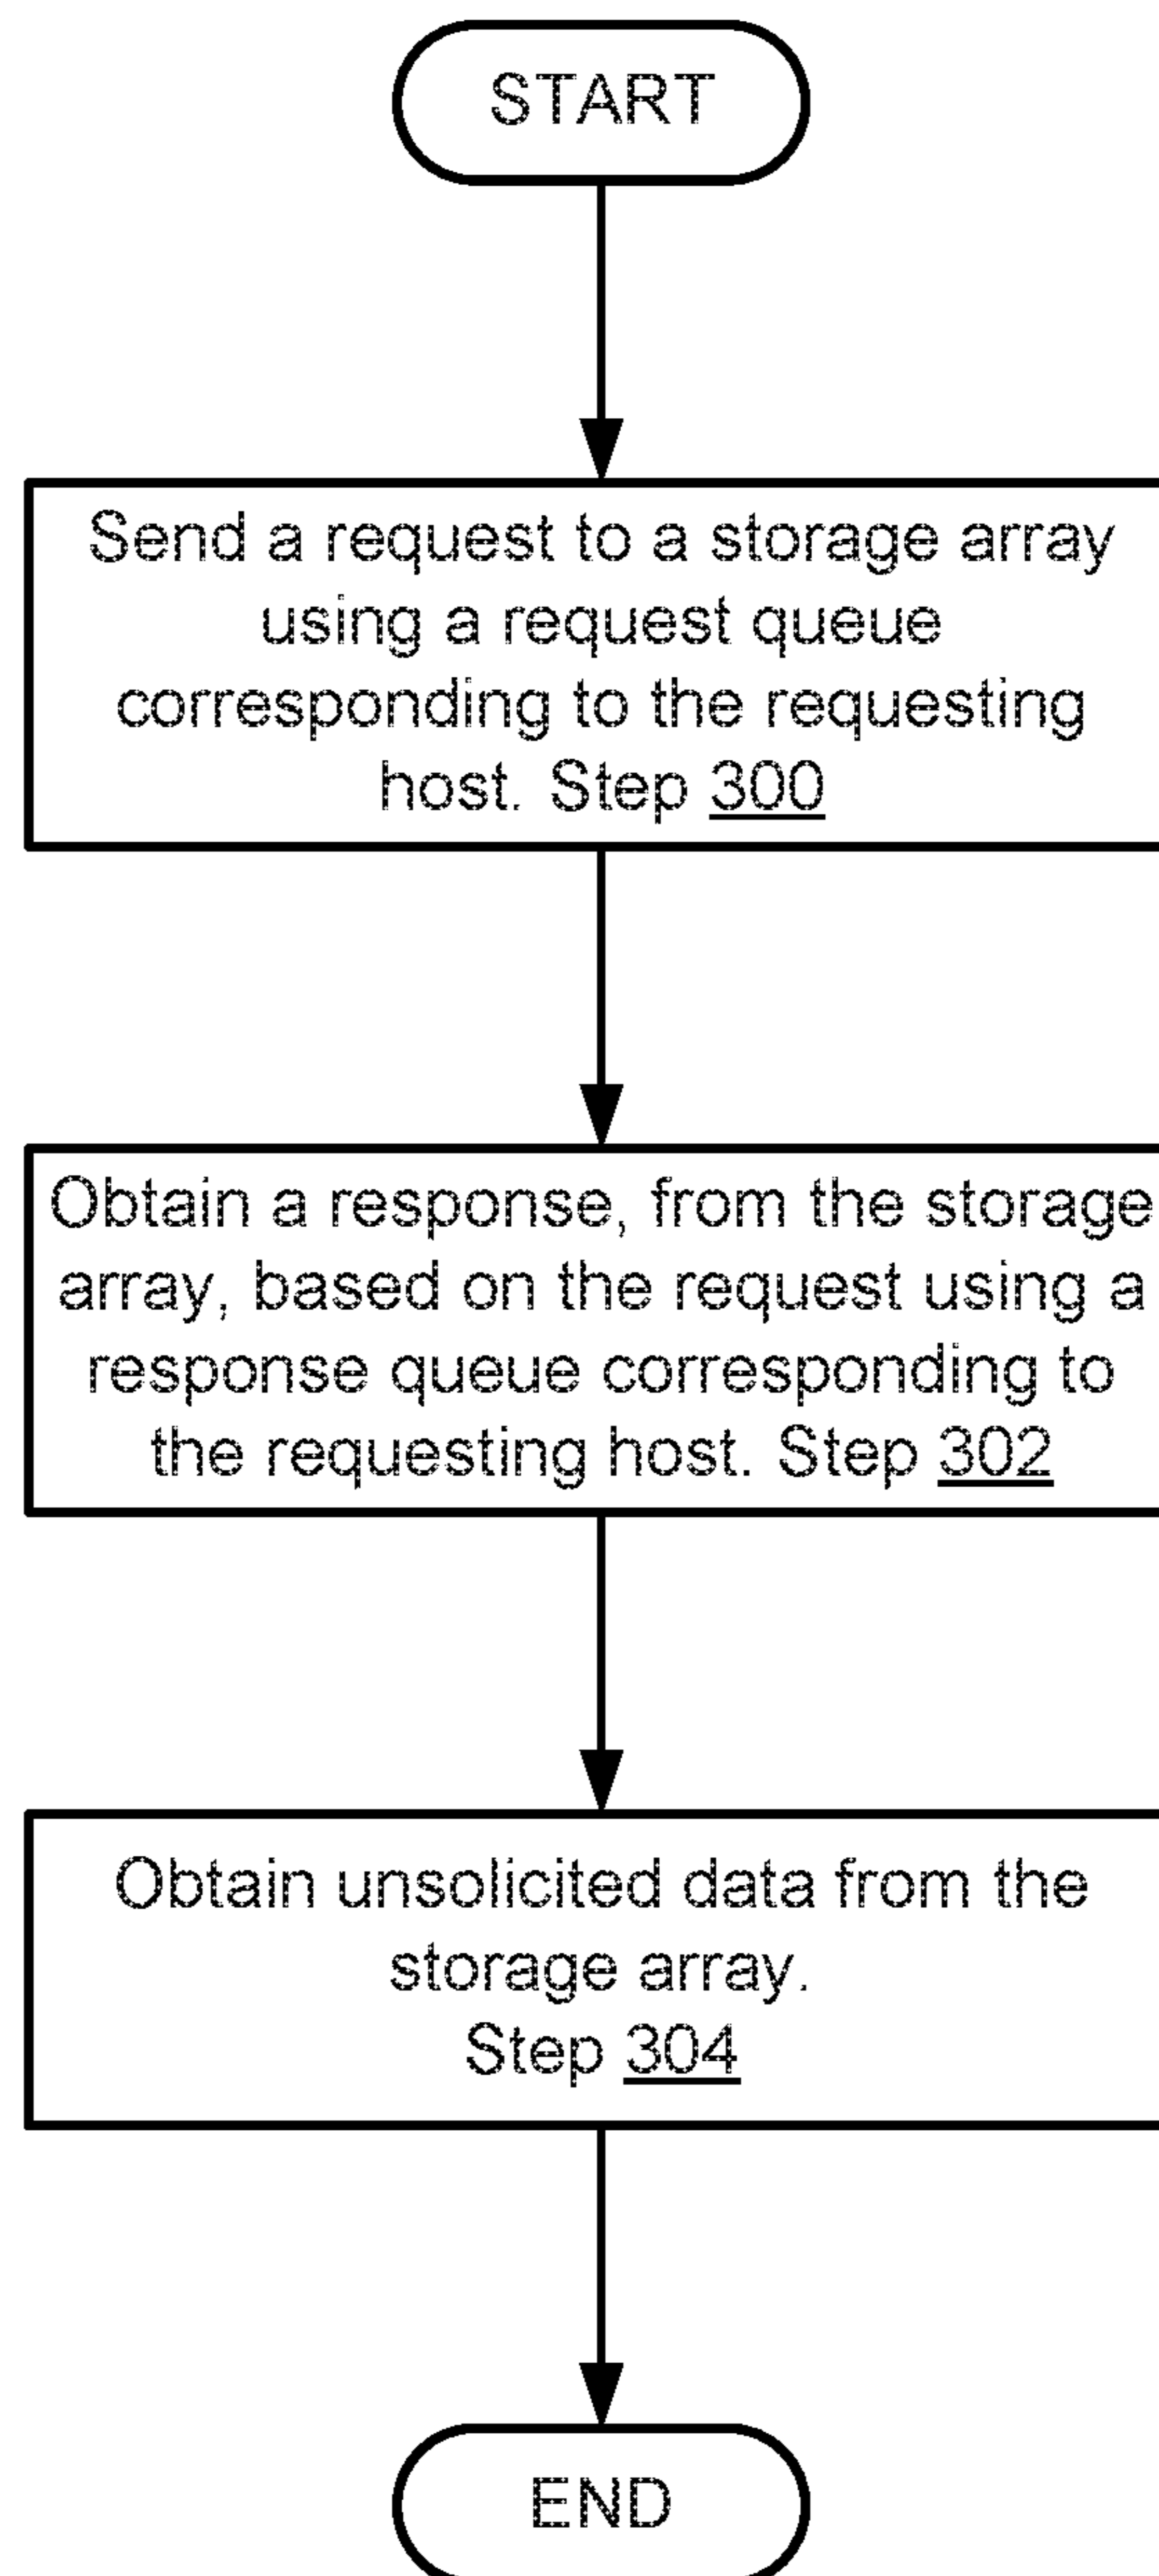 START
Send a request to a storage array
using a request queue
corresponding to the requesting
host. Step 300
Obtain a response, from the storage
array, based on the request using a
response queue corresponding to
the requesting host. Step 302
Obtain unsolicited data from the
storage array.
Step 304
END